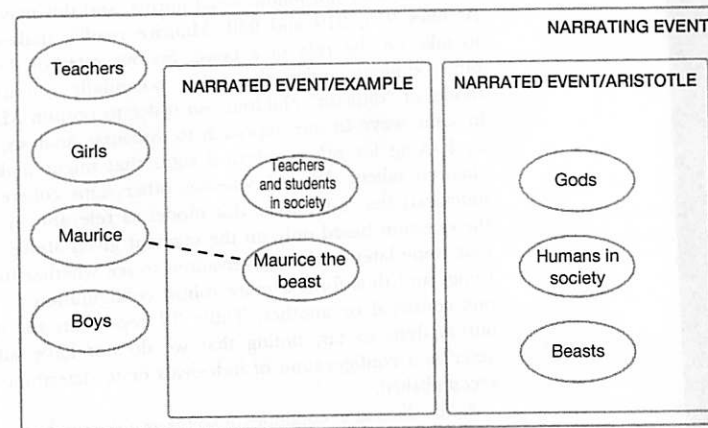 NARRATING EVENT
Teachers
Girls
Maurice
Boys
NARRATED EVENT/EXAMPLE
Teachers
and students
in society
Maurice the
beast
NARRATED EVENT/ARISTOTLE
Gods
Humans in
society
Beasts